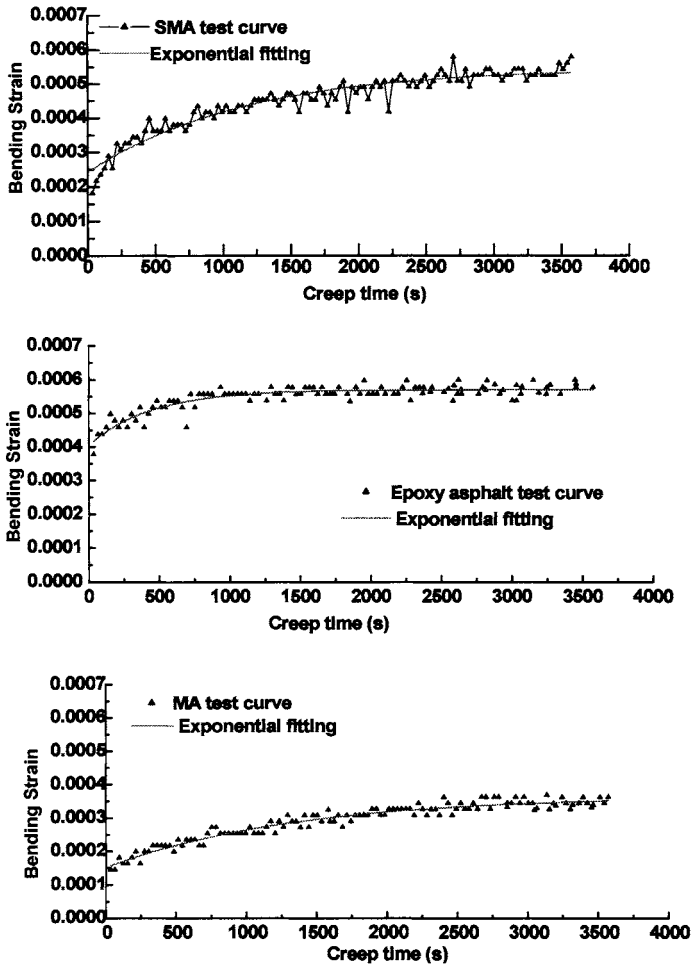 0.0007
0.0006
0.0005
0.0004
0.0003
0.0002
0.0001
0.0000
Bending Strain
SMA test curve
Exponential fitting
0 500 1000 1500 2000 2500 3000 3500 4000
Creep time (s)
0.0007
0.0006
0.0005
0.0004
0.0003
0.0002
0.0001
0.0000
Bending Strain
Epoxy asphalt test curve
Exponential fitting
0 500 1000 1500 2000 2500 3000 3500 4000
Creep time (s)
0.0007
0.0006
0.0005
0.0004
0.0003
0.0002
0.0001
0.0000
Bending Strain
MA test curve
Exponential fitting
0 500 1000 1500 2000 2500 3000 3500 4000
Creep time (s)